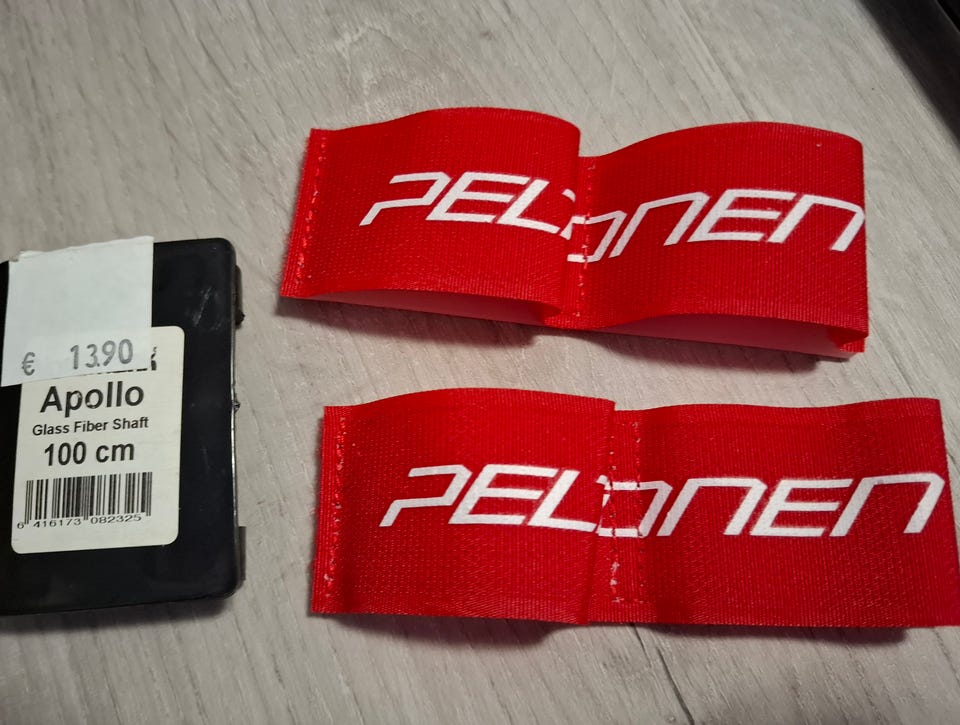 PELONEN
PELONEN
€ 13.90
Apollo
Glass Fiber Shaft
100 cm
6 416173 082325